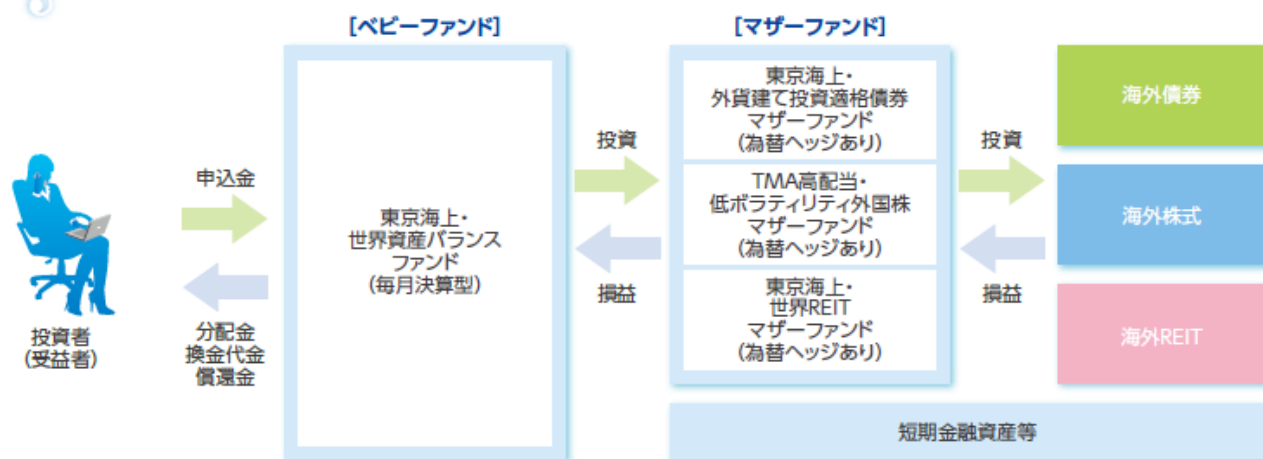 [ベビーファンド]
[マザーファンド]
投資者
(受益者)
申込金
分配金
換金代金
償還金
東京海上・
世界資産バランス
ファンド
(毎月決算型)
投資
損益
東京海上・
外貨建て投資適格債券
マザーファンド
(為替ヘッジあり)
TMA高配当・
低ボラティリティ外国株
マザーファンド
(為替ヘッジあり)
東京海上・
世界REIT
マザーファンド
(為替ヘッジあり)
投資
損益
海外債券
海外株式
海外REIT
短期金融資産等